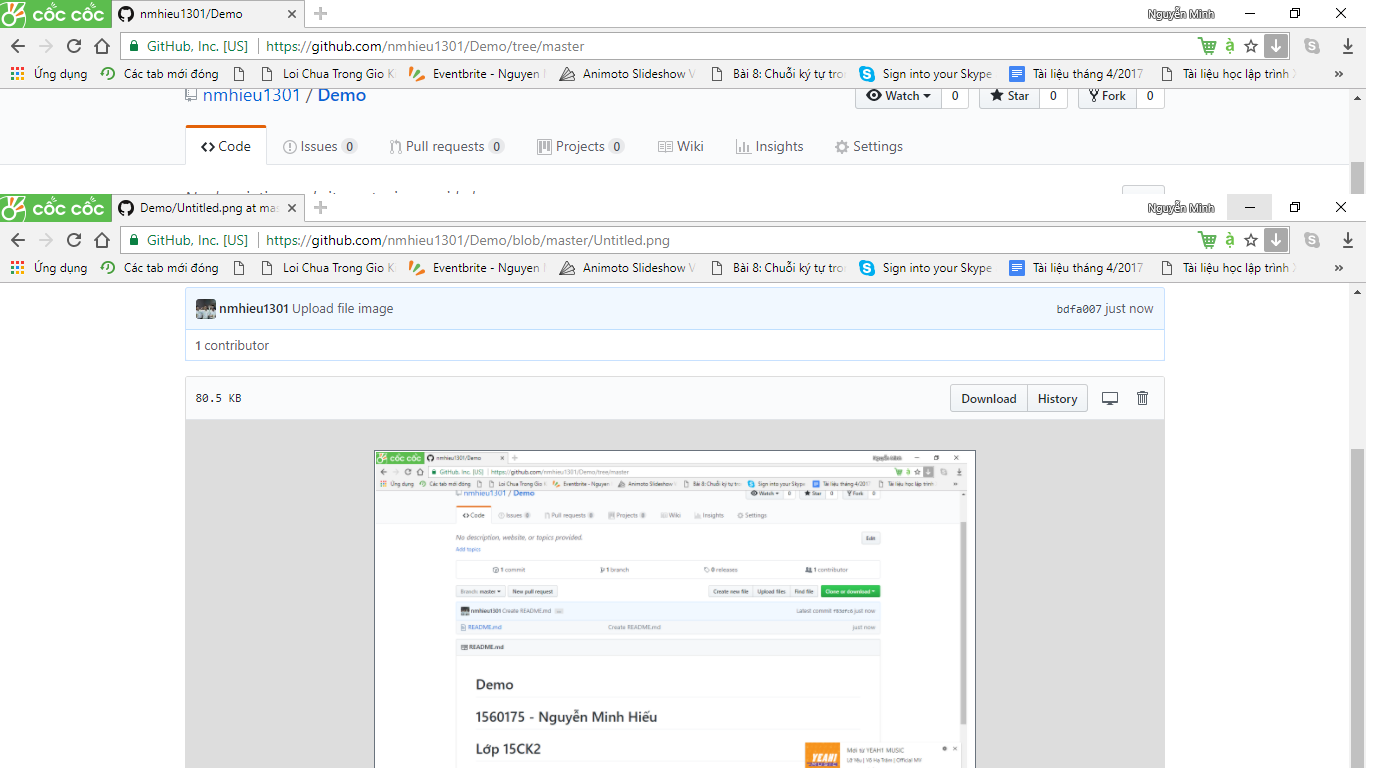 cốc cốc nmhieu1301/Demo Nguyễn Minh
GitHub, Inc. [US] https://github.com/nmhieu1301/Demo/tree/master
Ứng dụng Các tab mới đóng Loi Chua Trong Gio K Eventbrite - Nguyen Animoto Slideshow V Bài 8: Chuỗi ký tự tro Sign into your Skype Tài liệu tháng 4/2017 Tài liệu học lập trình »
nmhieu1301 / Demo Watch 0 Star 0 Fork 0
Code Issues 0 Pull requests 0 Projects 0 Wiki Insights Settings
cốc cốc Demo/Untitled.png at mas Nguyễn Minh
GitHub, Inc. [US] https://github.com/nmhieu1301/Demo/blob/master/Untitled.png
Ứng dụng Các tab mới đóng Loi Chua Trong Gio K Eventbrite - Nguyen Animoto Slideshow V Bài 8: Chuỗi ký tự tro Sign into your Skype Tài liệu tháng 4/2017 Tài liệu học lập trình »
nmhieu1301 Upload file image bdfa007 just now
1 contributor
80.5 KB Download History
cốc cốc nmhieu1301/Demo
GitHub, Inc. [US] https://github.com/nmhieu1301/Demo/tree/master
Ứng dụng Các tab mới đóng Loi Chua Trong Gio K Eventbrite - Nguyen Animoto Slideshow Bài 8: Chuỗi ký tự tro Sign into your Skype Tài liệu tháng 4/2017 Tài liệu học lập trình »
nmhieu1301 / Demo Watch 0 Star 0 Fork 0
Code Issues 0 Pull requests 0 Projects 0 Wiki Insights Settings
No description, website, or topics provided. Edit
Add topics
1 commit 1 branch 0 releases 1 contributor
Branch: master New pull request Create new file Upload files Find file Clone or download
nmhieu1301 Create README.md Latest commit just now
README.md Create README.md just now
README.md
Demo
1560175 - Nguyễn Minh Hiếu
Lớp 15CK2
YEAH1 Mới từ YEAH1 MUSIC
Official MV